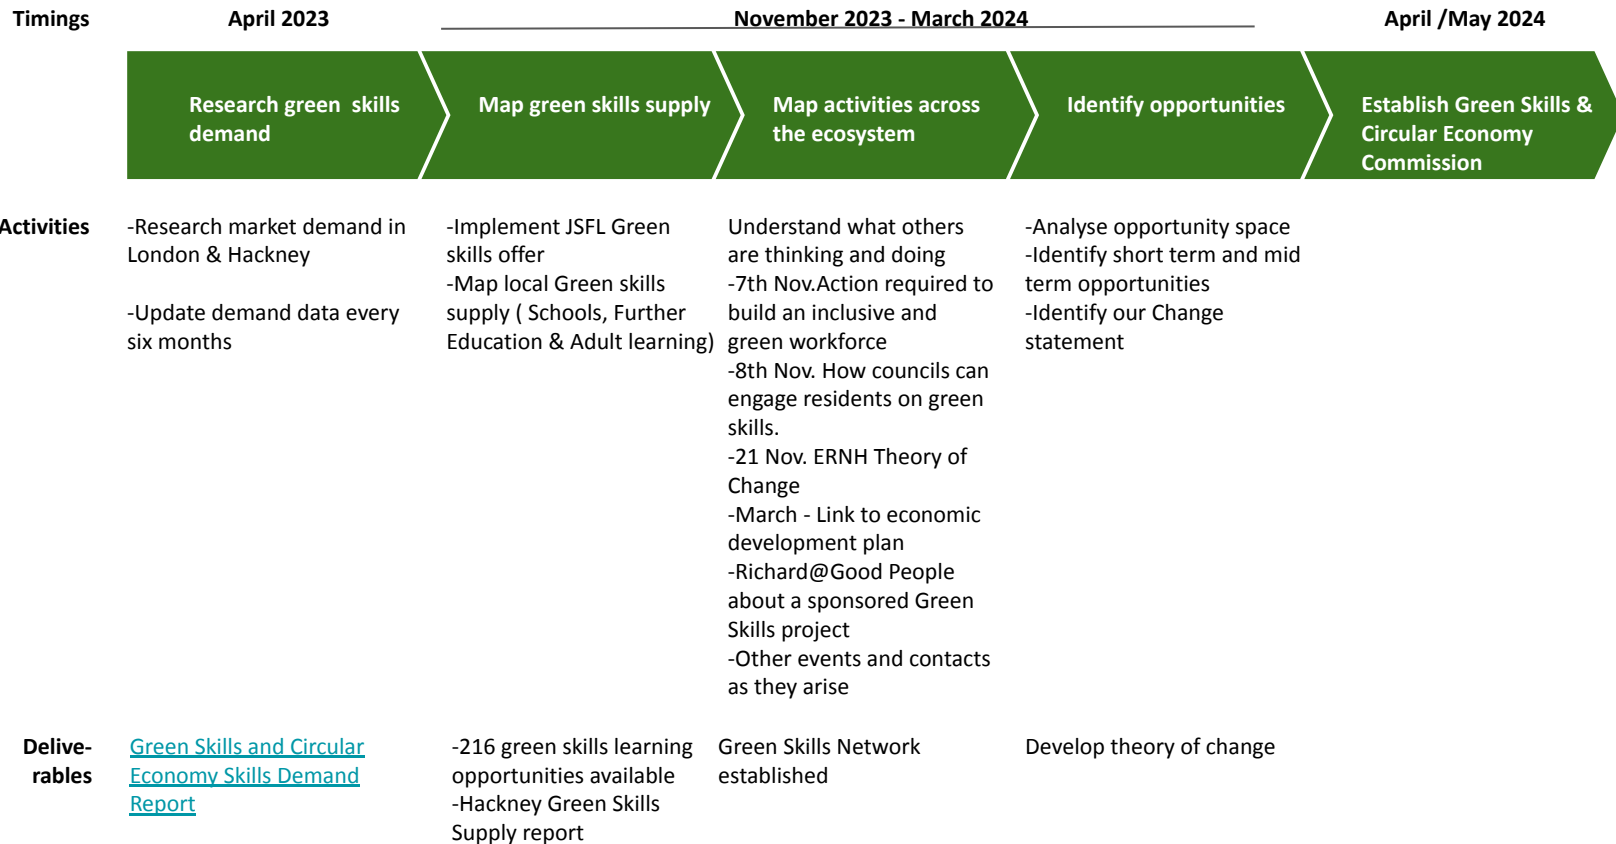 Timings
April 2023
November 2023 - March 2024
April /May 2024
Research green skills
demand
Map green skills supply
Map activities across
the ecosystem
Identify opportunities
Establish Green Skills &
Circular Economy
Commission
Activities
-Research market demand in
London & Hackney
-Update demand data every
six months
-Implement JSFL Green
skills offer
-Map local Green skills
supply ( Schools, Further
Education & Adult learning)
Understand what others
are thinking and doing
-7th Nov.Action required to
build an inclusive and
green workforce
-8th Nov. How councils can
engage residents on green
skills.
-21 Nov. ERNH Theory of
Change
-March - Link to economic
development plan
-Richard@Good People
about a sponsored Green
Skills project
-Other events and contacts
as they arise
-Analyse opportunity space
-Identify short term and mid
term opportunities
-Identify our Change
statement
Delive-
rables
Green Skills and Circular
Economy Skills Demand
Report
-216 green skills learning
opportunities available
-Hackney Green Skills
Supply report
Green Skills Network
established
Develop theory of change